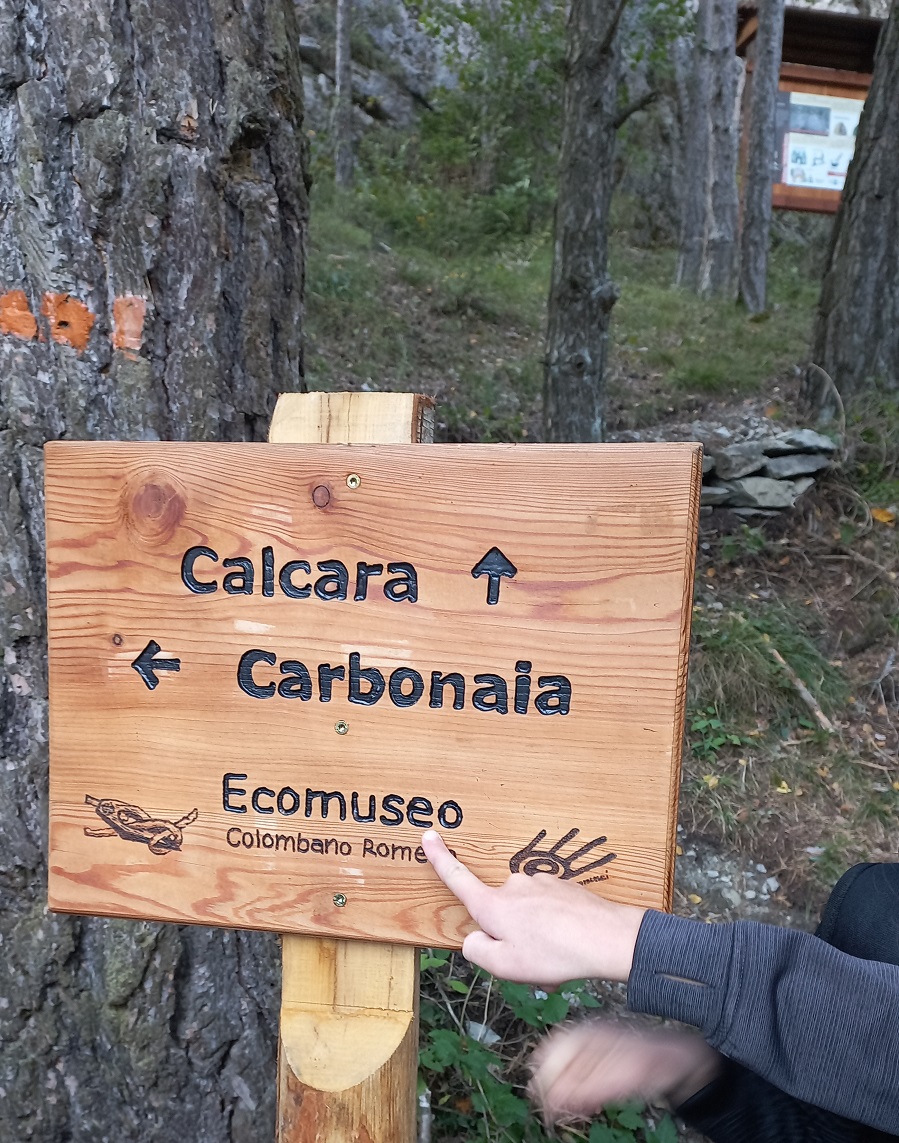 Calcara ↑
← Carbonaia
Ecomuseo
Colombano